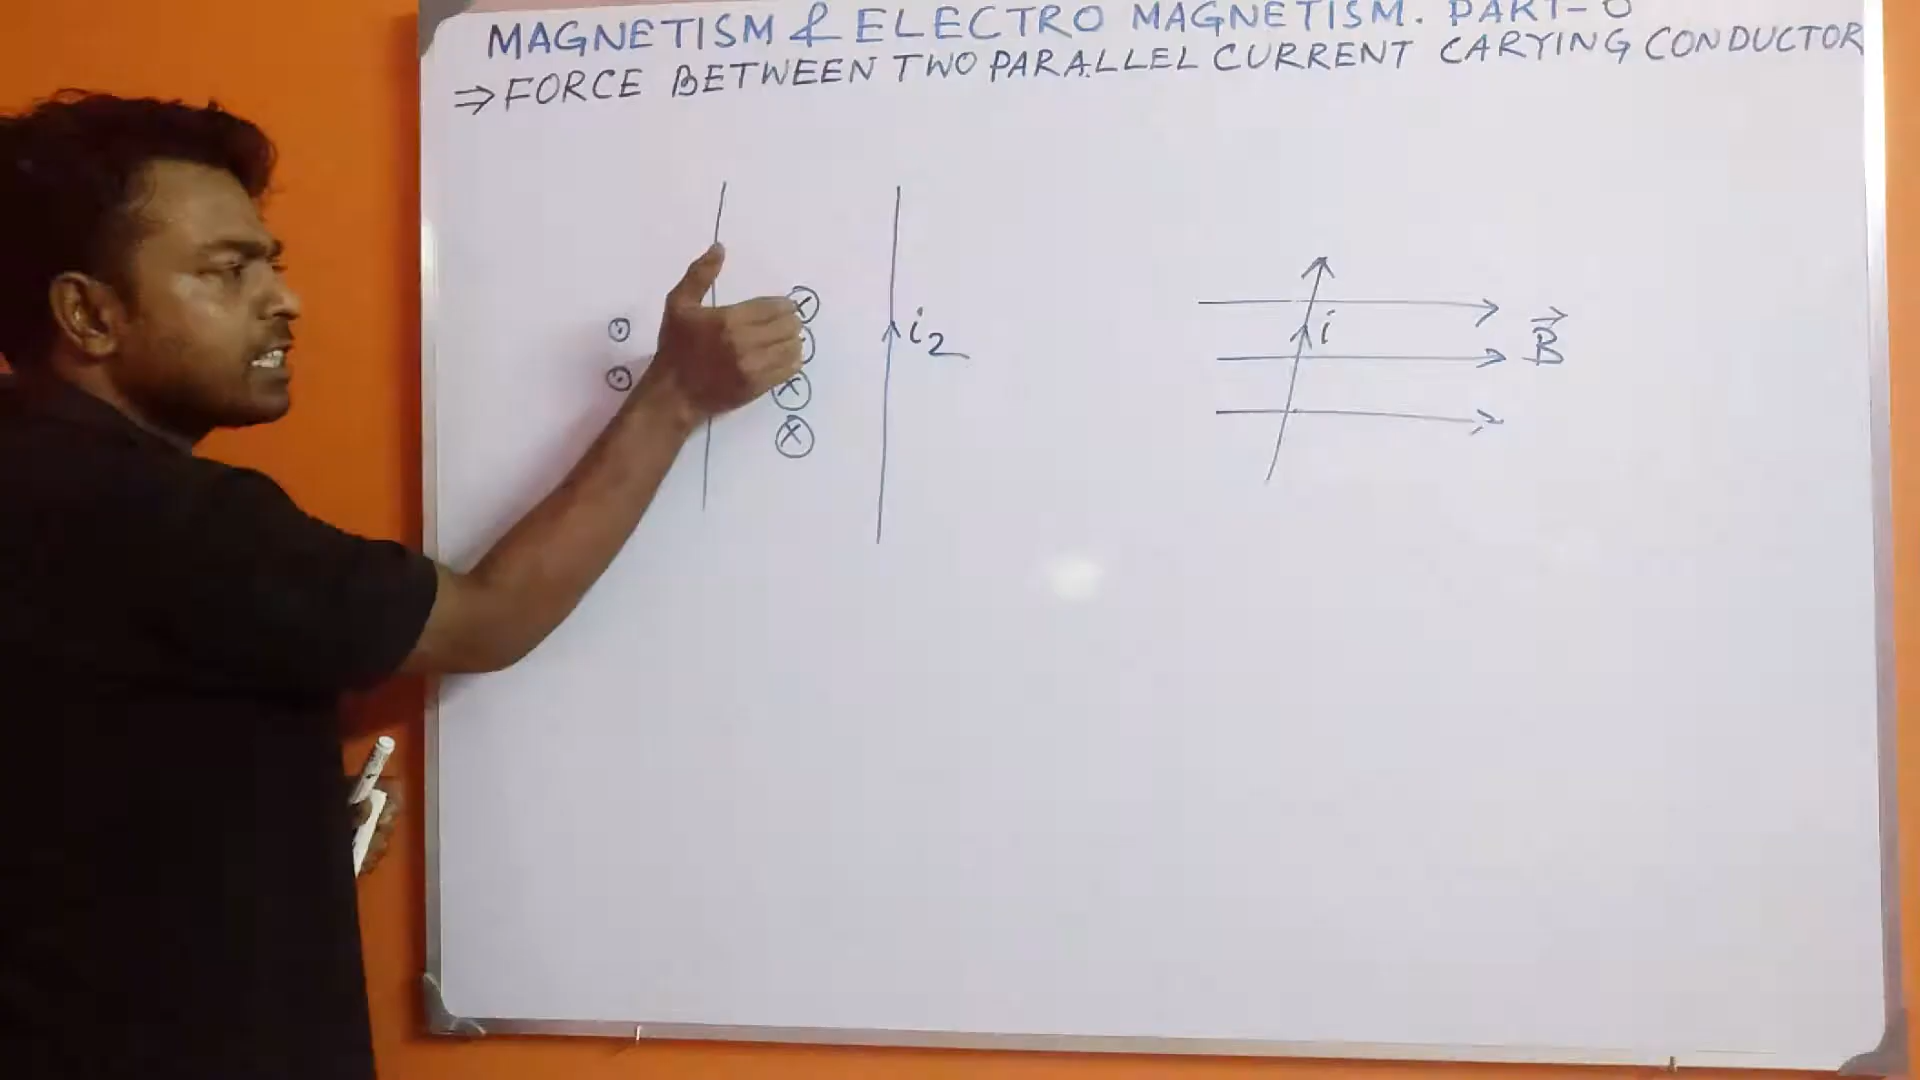 MAGNETISM & ELECTRO MAGNETISM. PART-
⇒ FORCE BETWEEN TWO PARALLEL CURRENT CARYING CONDUCTOR
i2
i
B